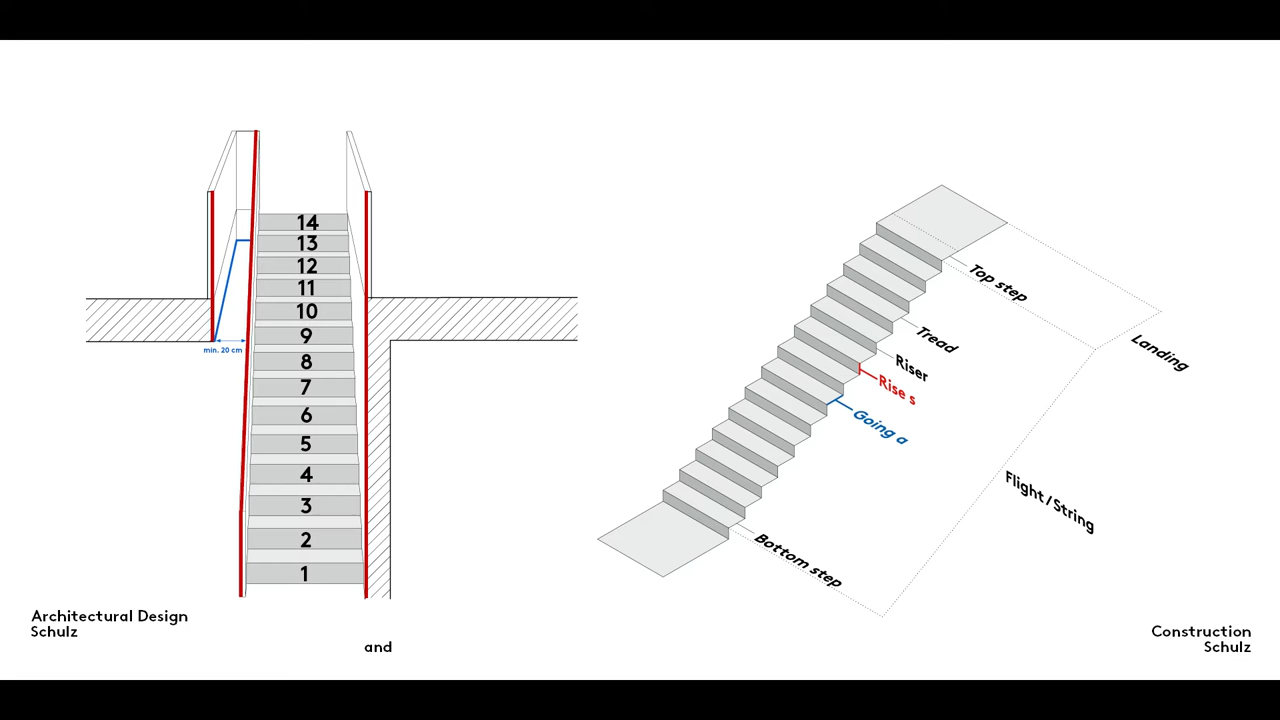 14
13
12
11
10
9
8
7
6
5
4
3
2
1
min. 20 cm
Top step
Tread
Riser
Rise s
Going a
Landing
Flight / String
Bottom step
Architectural Design
Schulz
and
Construction
Schulz